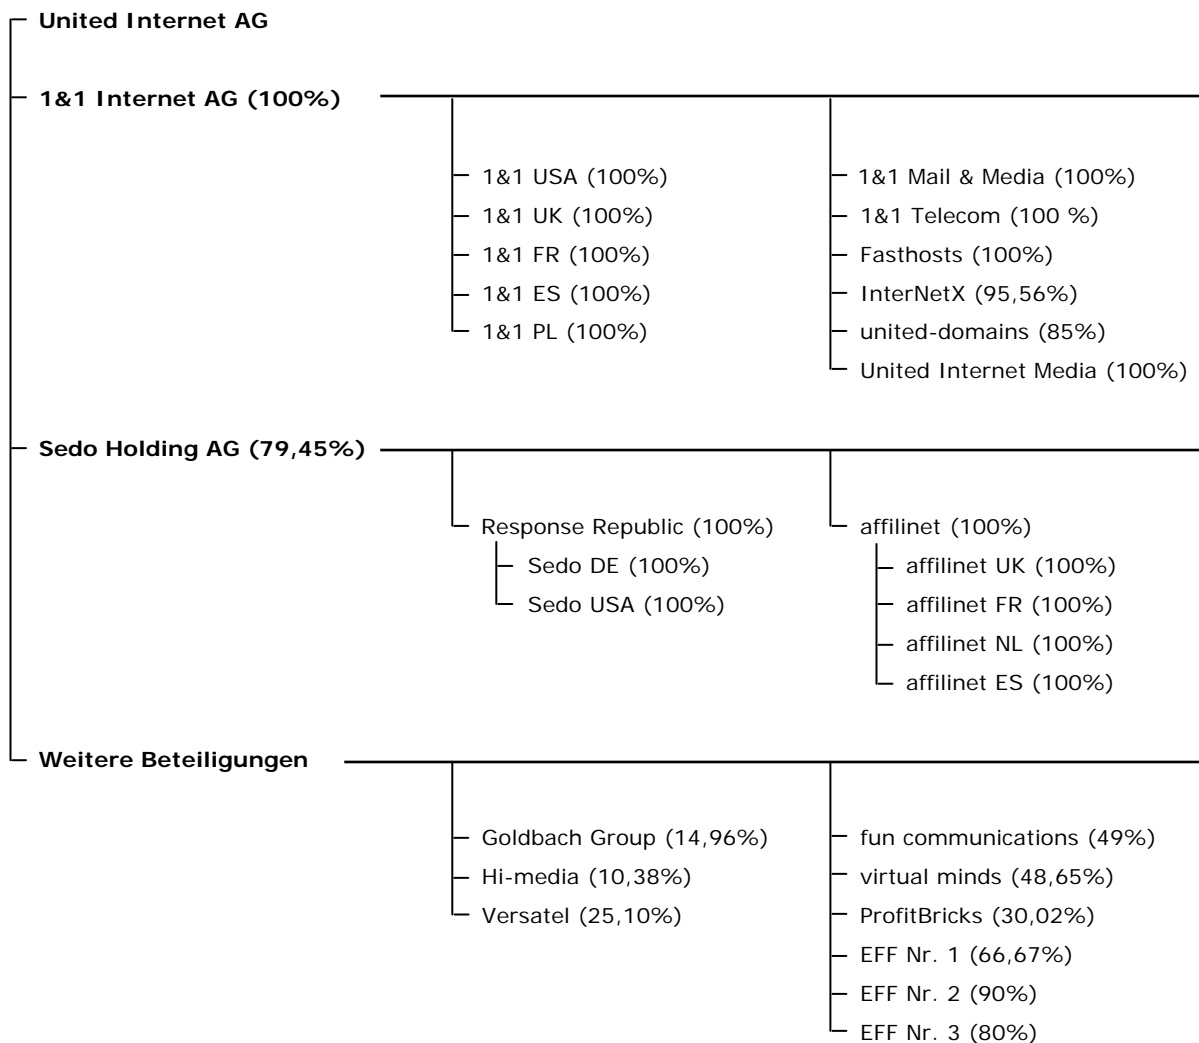 United Internet AG
1&1 Internet AG (100%)
1&1 USA (100%)
1&1 UK (100%)
1&1 FR (100%)
1&1 ES (100%)
1&1 PL (100%)
1&1 Mail & Media (100%)
1&1 Telecom (100 %)
Fasthosts (100%)
InterNetX (95,56%)
united-domains (85%)
United Internet Media (100%)
Sedo Holding AG (79,45%)
Response Republic (100%)
Sedo DE (100%)
Sedo USA (100%)
affilinet (100%)
affilinet UK (100%)
affilinet FR (100%)
affilinet NL (100%)
affilinet ES (100%)
Weitere Beteiligungen
Goldbach Group (14,96%)
Hi-media (10,38%)
Versatel (25,10%)
fun communications (49%)
virtual minds (48,65%)
ProfitBricks (30,02%)
EFF Nr. 1 (66,67%)
EFF Nr. 2 (90%)
EFF Nr. 3 (80%)